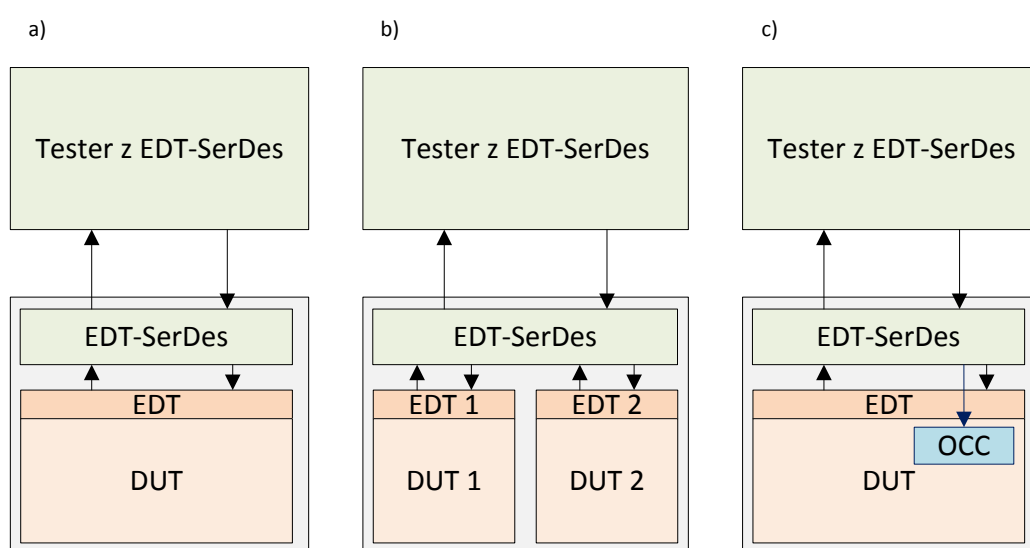 a)
b)
c)
Tester z EDT-SerDes
Tester z EDT-SerDes
Tester z EDT-SerDes
EDT-SerDes
EDT-SerDes
EDT-SerDes
EDT
EDT 1
EDT 2
EDT
OCC
DUT
DUT 1
DUT 2
DUT